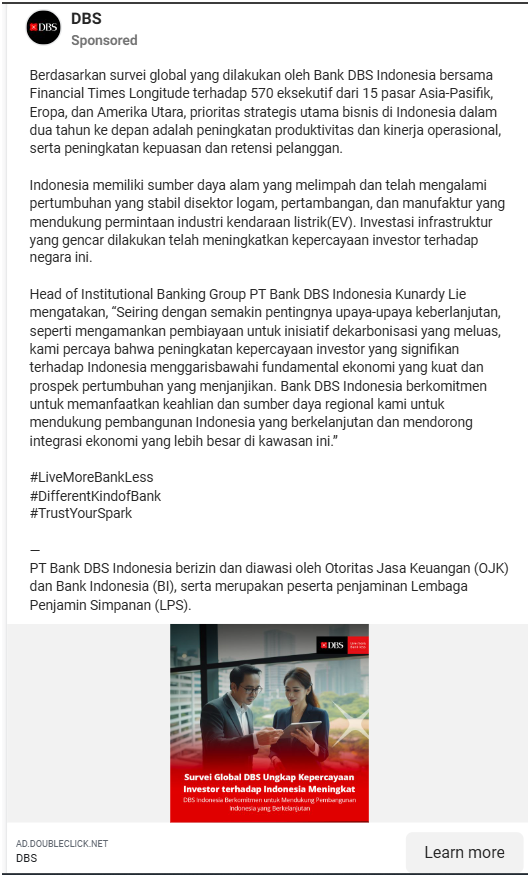 DBS
DBS
Sponsored
Berdasarkan survei global yang dilakukan oleh Bank DBS Indonesia bersama
Financial Times Longitude terhadap 570 eksekutif dari 15 pasar Asia-Pasifik,
Eropa, dan Amerika Utara, prioritas strategis utama bisnis di Indonesia dalam
dua tahun ke depan adalah peningkatan produktivitas dan kinerja operasional,
serta peningkatan kepuasan dan retensi pelanggan.
Indonesia memiliki sumber daya alam yang melimpah dan telah mengalami
pertumbuhan yang stabil disektor logam, pertambangan, dan manufaktur yang
mendukung permintaan industri kendaraan listrik(EV). Investasi infrastruktur
yang gencar dilakukan telah meningkatkan kepercayaan investor terhadap
negara ini.
Head of Institutional Banking Group PT Bank DBS Indonesia Kunardy Lie
mengatakan, “Seiring dengan semakin pentingnya upaya-upaya keberlanjutan,
seperti mengamankan pembiayaan untuk inisiatif dekarbonisasi yang meluas,
kami percaya bahwa peningkatan kepercayaan investor yang signifikan
terhadap Indonesia menggarisbawahi fundamental ekonomi yang kuat dan
prospek pertumbuhan yang menjanjikan. Bank DBS Indonesia berkomitmen
untuk memanfaatkan keahlian dan sumber daya regional kami untuk
mendukung pembangunan Indonesia yang berkelanjutan dan mendorong
integrasi ekonomi yang lebih besar di kawasan ini.”
#LiveMoreBankLess
#DifferentKindofBank
#TrustYourSpark
—
PT Bank DBS Indonesia berizin dan diawasi oleh Otoritas Jasa Keuangan (OJK)
dan Bank Indonesia (BI), serta merupakan peserta penjaminan Lembaga
Penjamin Simpanan (LPS).
DBS
Survei Global DBS Ungkap Kepercayaan
Investor terhadap Indonesia Meningkat
DBS Indonesia Berkomitmen untuk Mendukung Pembangunan
Indonesia yang Berkelanjutan
AD.DOUBLECLICK.NET
DBS
Learn more